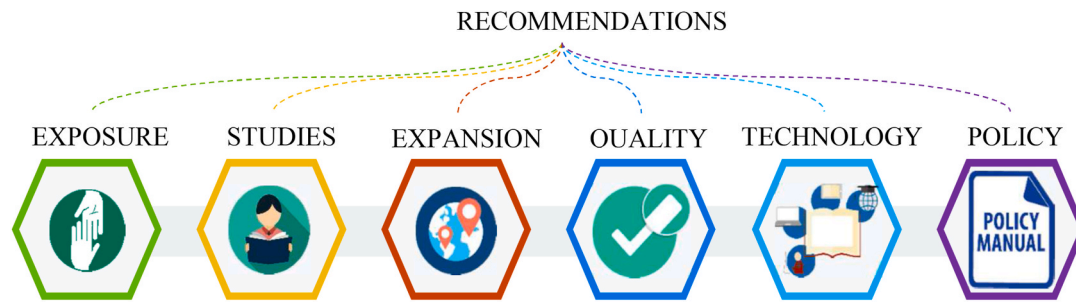 RECOMMENDATIONS
EXPOSURE STUDIES EXPANSION OUALITY TECHNOLOGY POLICY
POLICY
MANUAL